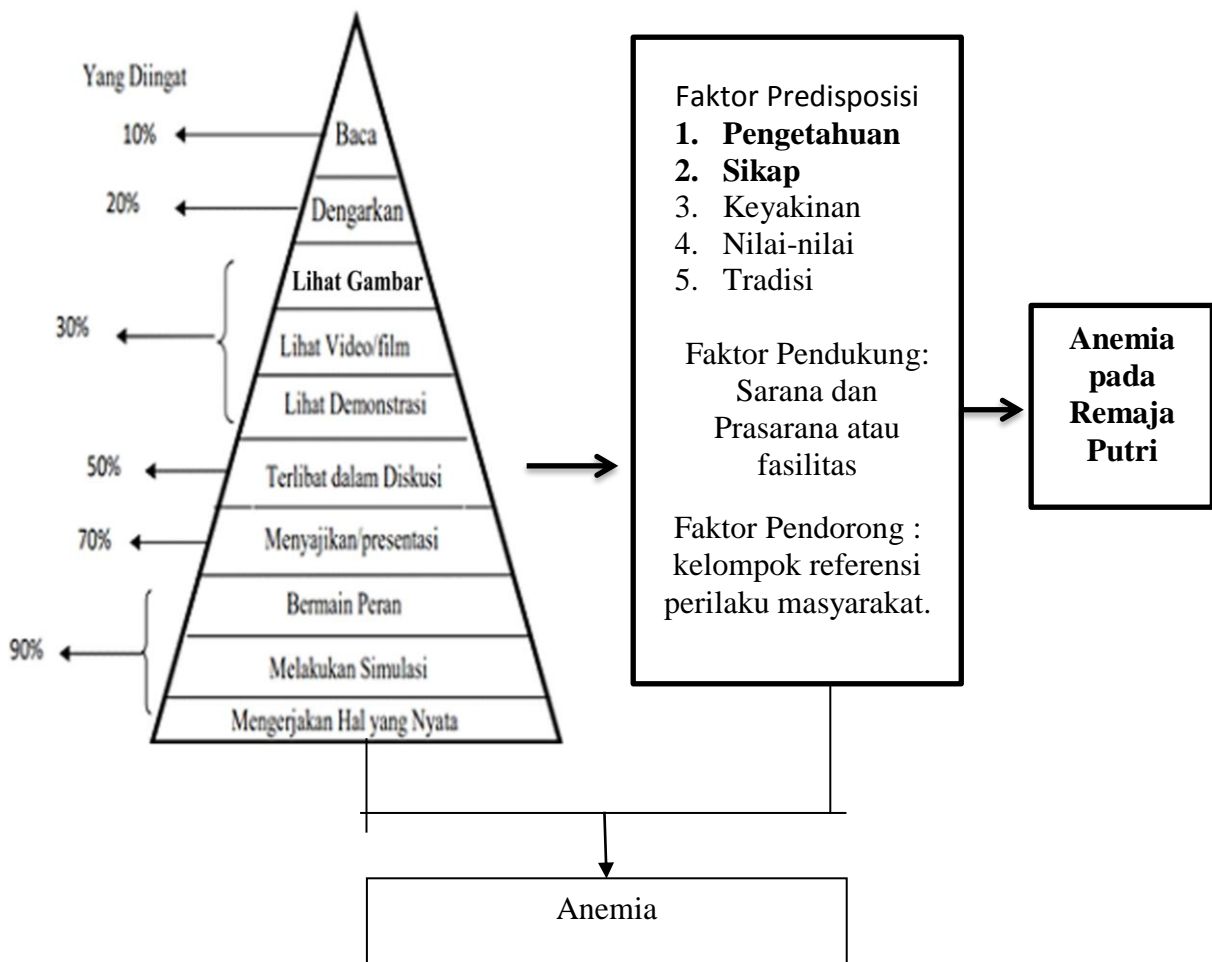 Yang Diingat
10%
Baca
20%
Dengarkan
Lihat Gambar
30%
Lihat Video/film
Lihat Demonstrasi
50%
Terlibat dalam Diskusi
70%
Menyajikan/presentasi
Bermain Peran
90%
Melakukan Simulasi
Mengerjakan Hal yang Nyata
Faktor Predisposisi
1. Pengetahuan
2. Sikap
3. Keyakinan
4. Nilai-nilai
5. Tradisi
Faktor Pendukung:
Sarana dan
Prasarana atau
fasilitas
Faktor Pendorong :
kelompok referensi
perilaku masyarakat.
Anemia
pada
Remaja
Putri
Anemia